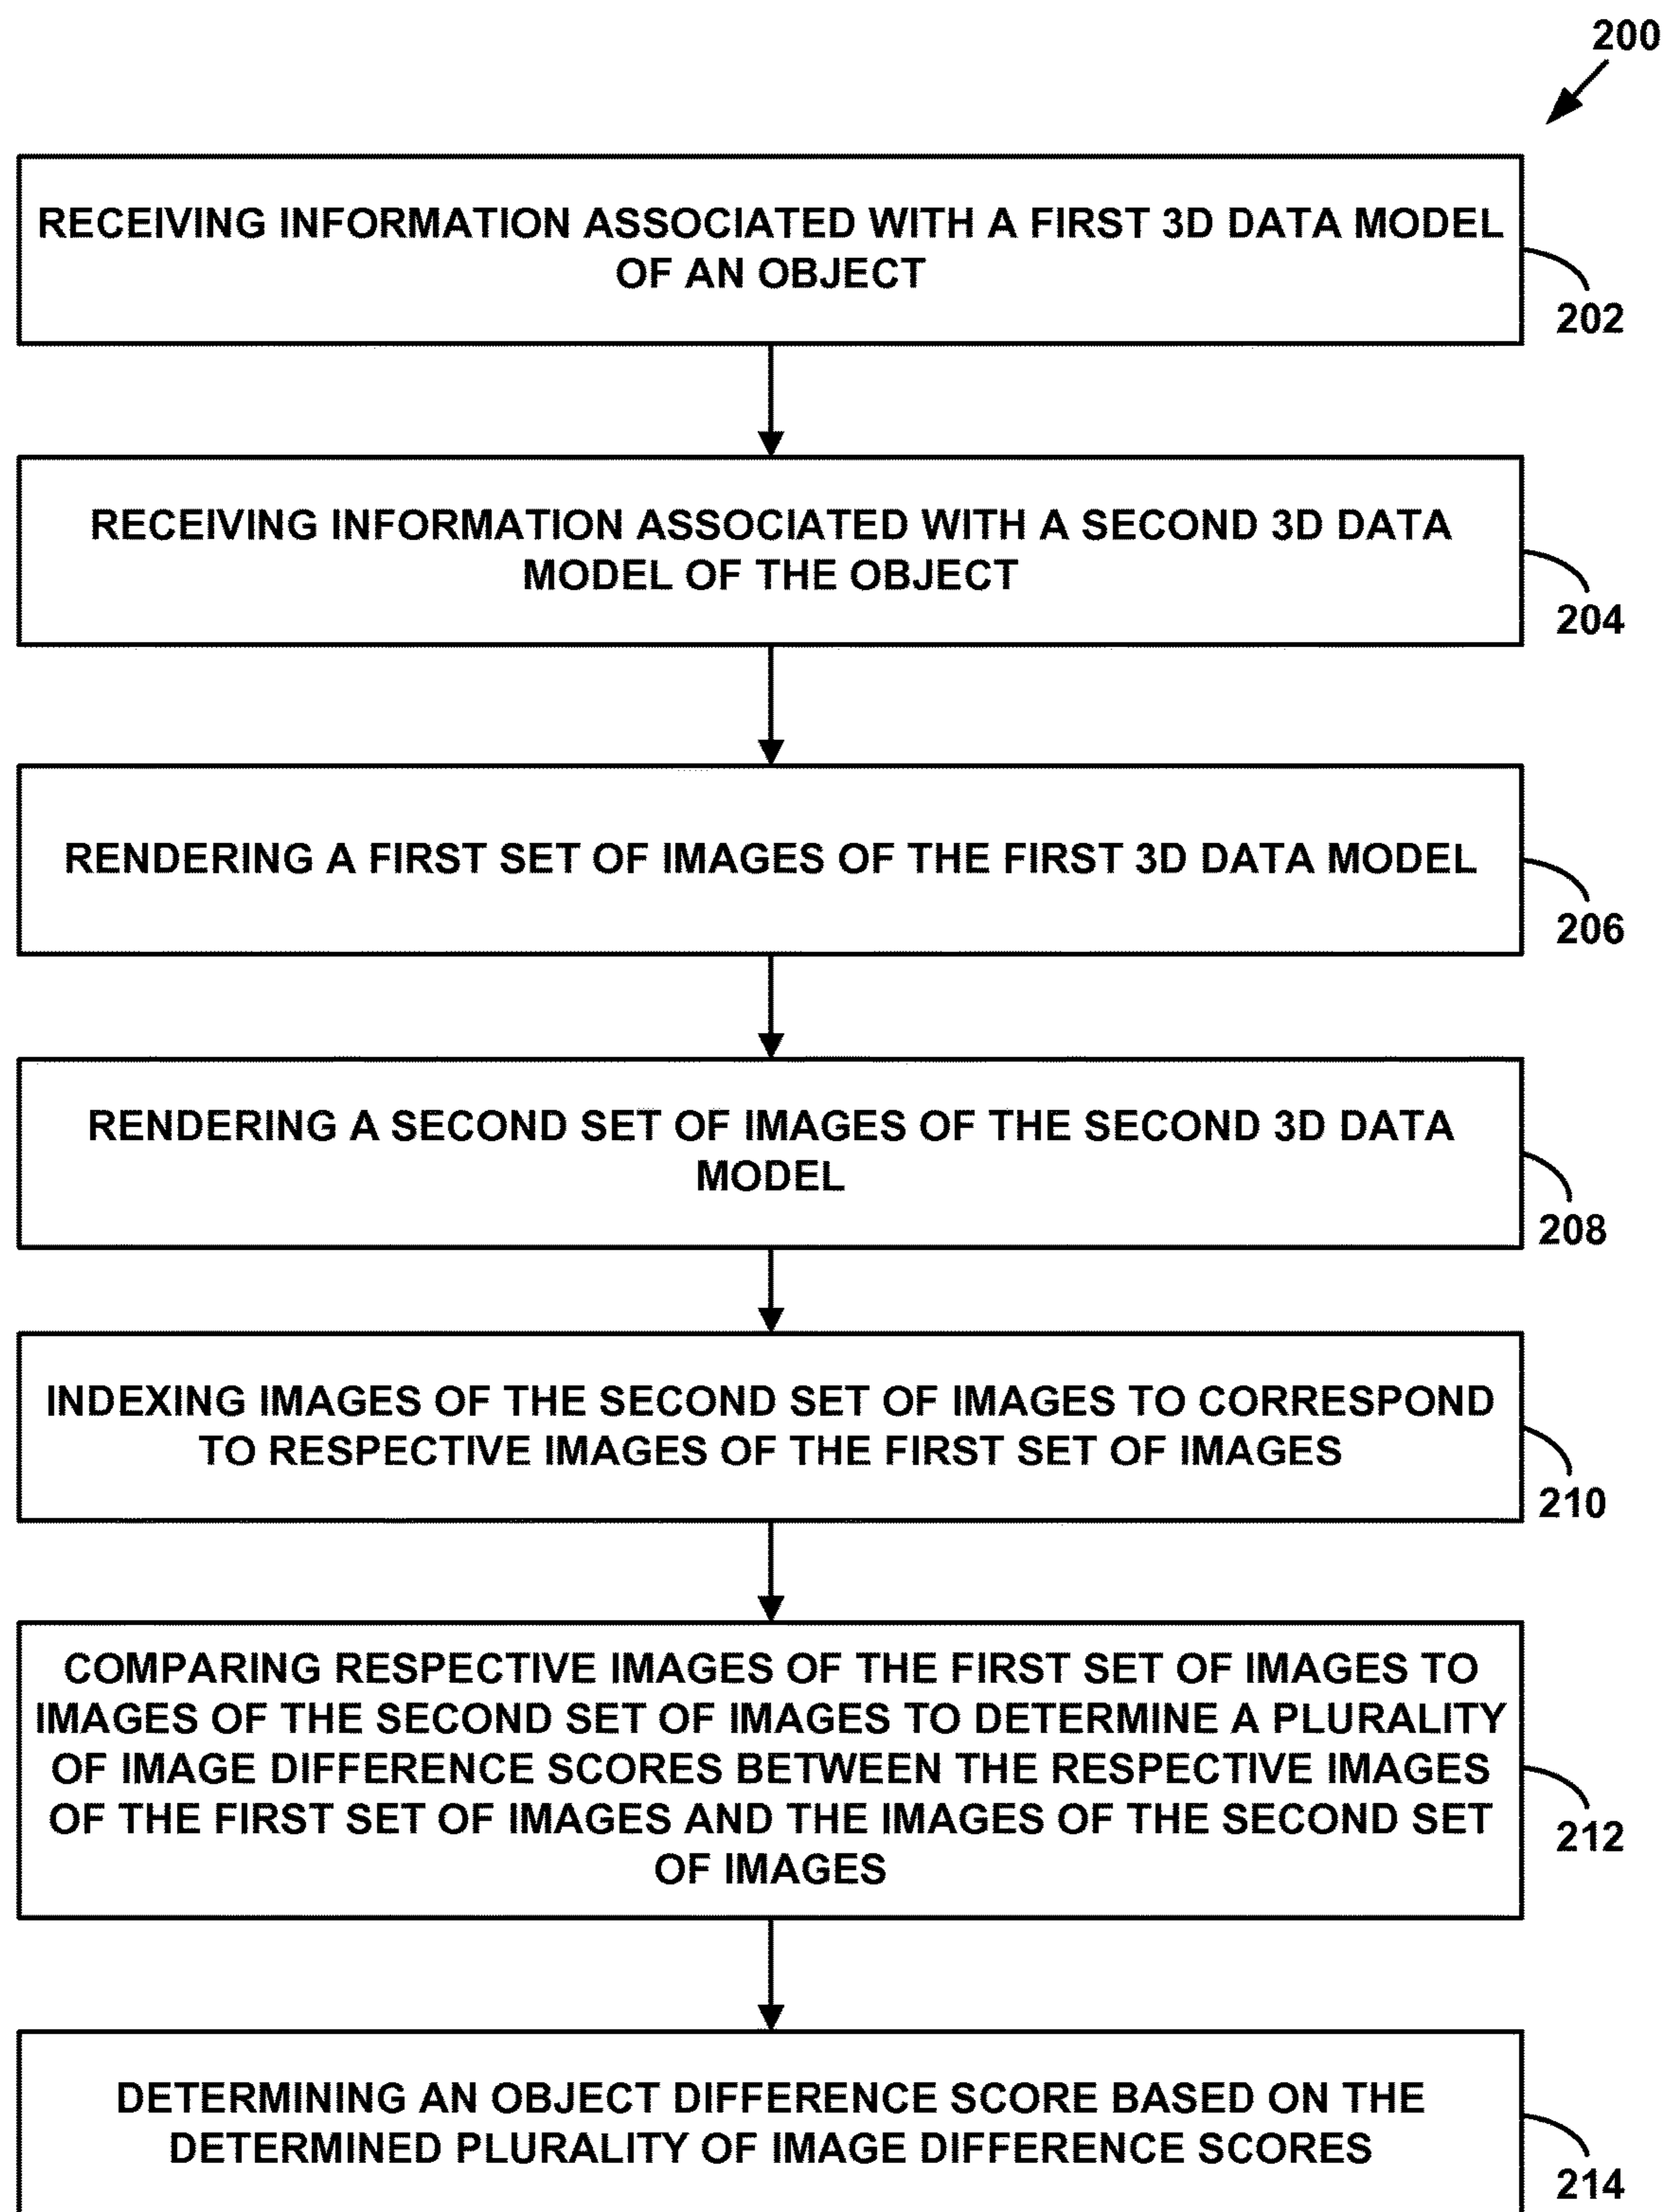 200
RECEIVING INFORMATION ASSOCIATED WITH A FIRST 3D DATA MODEL
OF AN OBJECT
202
RECEIVING INFORMATION ASSOCIATED WITH A SECOND 3D DATA
MODEL OF THE OBJECT
204
RENDERING A FIRST SET OF IMAGES OF THE FIRST 3D DATA MODEL
206
RENDERING A SECOND SET OF IMAGES OF THE SECOND 3D DATA
MODEL
208
INDEXING IMAGES OF THE SECOND SET OF IMAGES TO CORRESPOND
TO RESPECTIVE IMAGES OF THE FIRST SET OF IMAGES
210
COMPARING RESPECTIVE IMAGES OF THE FIRST SET OF IMAGES TO
IMAGES OF THE SECOND SET OF IMAGES TO DETERMINE A PLURALITY
OF IMAGE DIFFERENCE SCORES BETWEEN THE RESPECTIVE IMAGES
OF THE FIRST SET OF IMAGES AND THE IMAGES OF THE SECOND SET
OF IMAGES
212
DETERMINING AN OBJECT DIFFERENCE SCORE BASED ON THE
DETERMINED PLURALITY OF IMAGE DIFFERENCE SCORES
214